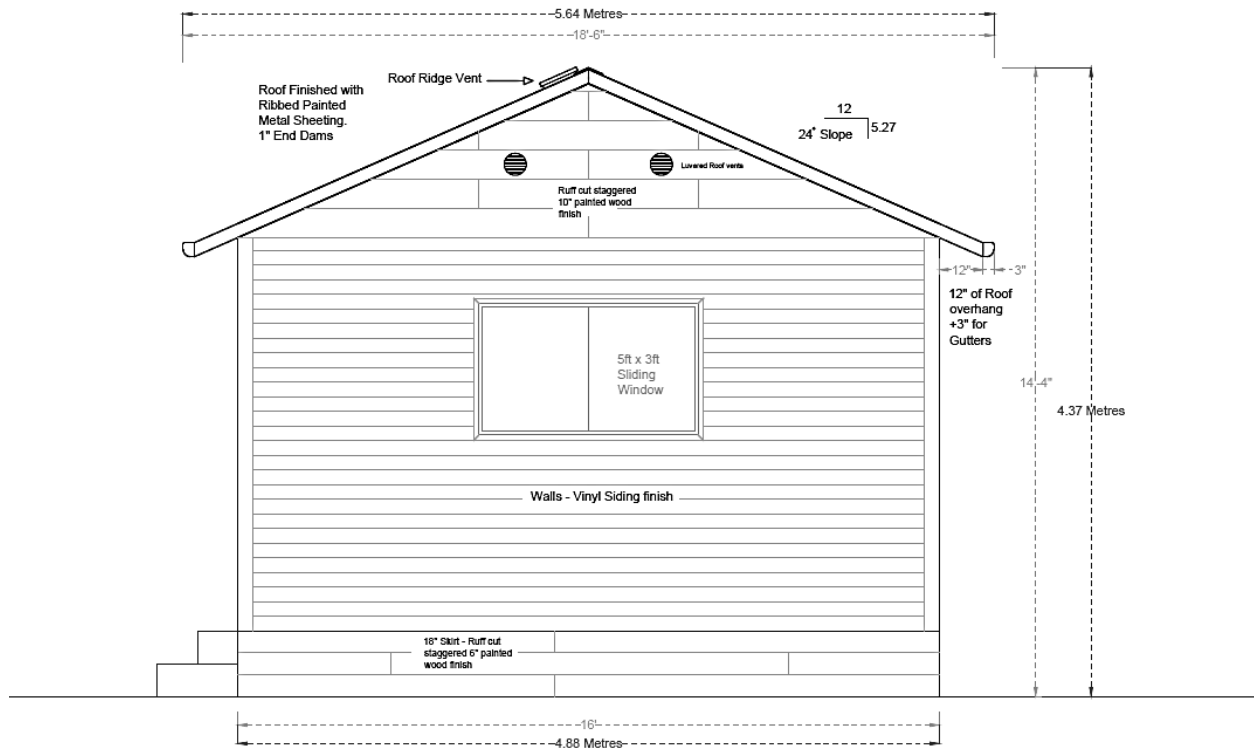 5.64 Metres
18'-6"
Roof Ridge Vent
Roof Finished with
Ribbed Painted
Metal Sheeting.
1" End Dams
12
5.27
24° Slope
Luvered Roof vents
Ruff cut staggered
10" painted wood
finish
12"
3"
12" of Roof
overhang
+3" for
Gutters
5ft x 3ft
Sliding
Window
14'-4"
4.37 Metres
Walls - Vinyl Siding finish
18" Skirt - Ruff cut
staggered 6" painted
wood finish
16'
4.88 Metres